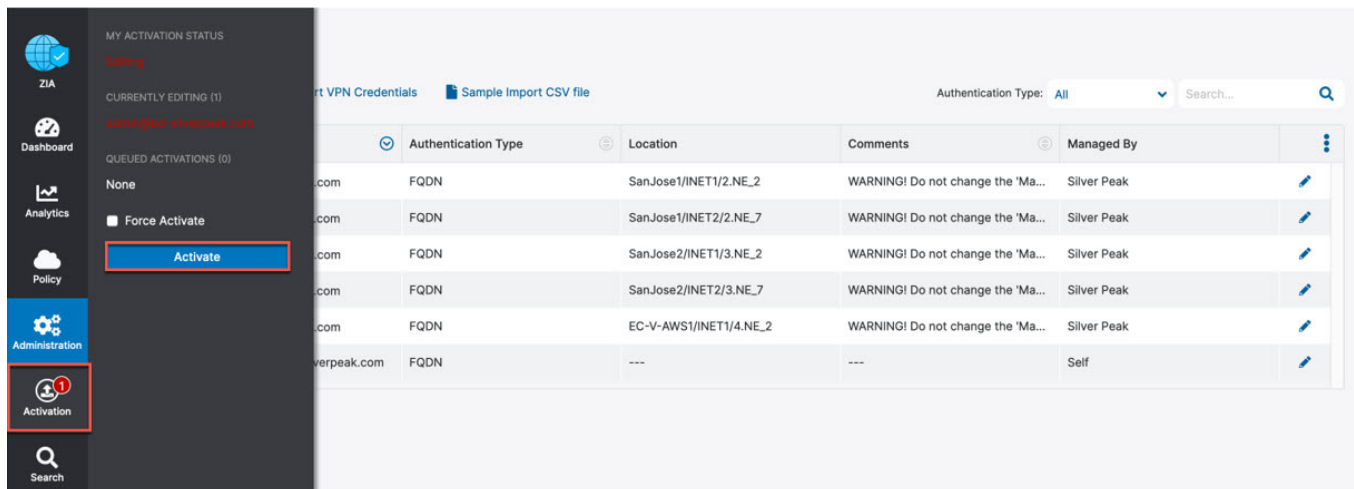 ZIA
Dashboard
Analytics
Policy
Administration
1
Activation
Search
MY ACTIVATION STATUS
Editing
CURRENTLY EDITING (1)
QUEUED ACTIVATIONS (0)
None
Force Activate
Activate
rt VPN Credentials Sample Import CSV file Authentication Type: All Search...
Authentication Type Location Comments Managed By
.com FQDN SanJose1/INET1/2.NE_2 WARNING! Do not change the 'Ma... Silver Peak
.com FQDN SanJose1/INET2/2.NE_7 WARNING! Do not change the 'Ma... Silver Peak
.com FQDN SanJose2/INET1/3.NE_2 WARNING! Do not change the 'Ma... Silver Peak
.com FQDN SanJose2/INET2/3.NE_7 WARNING! Do not change the 'Ma... Silver Peak
.com FQDN EC-V-AWS1/INET1/4.NE_2 WARNING! Do not change the 'Ma... Silver Peak
verpeak.com FQDN --- --- Self